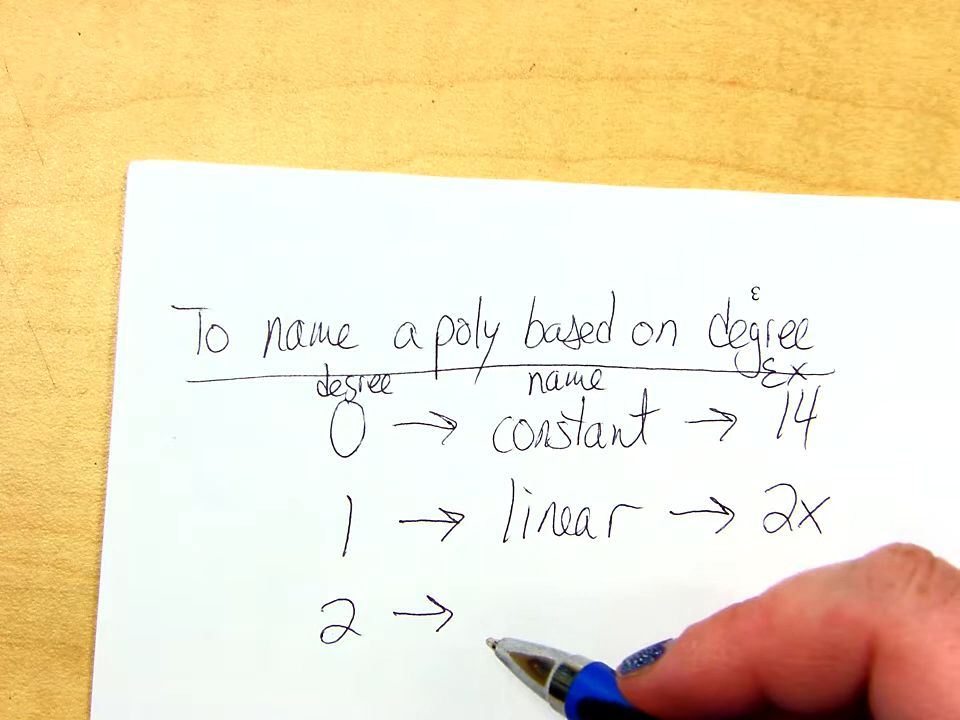 To name a poly based on degree
degree name Ex
0 → constant → 14
1 → linear → 2x
2 →